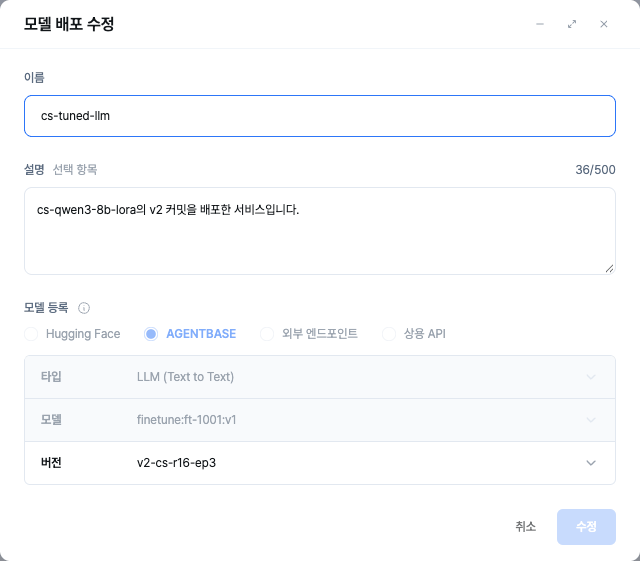 모델 배포 수정
이름
cs-tuned-llm
설명 선택 항목 36/500
cs-qwen3-8b-lora의 v2 커밋을 배포한 서비스입니다.
모델 등록
Hugging Face AGENTBASE 외부 엔드포인트 상용 API
타입 LLM (Text to Text)
모델 finetune:ft-1001:v1
버전 v2-cs-r16-ep3
취소 수정